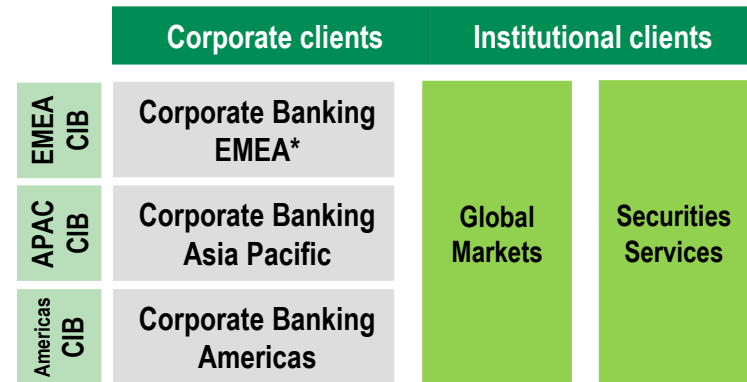 Corporate clients
Institutional clients
EMEA
CIB
Corporate Banking
EMEA*
APAC
CIB
Corporate Banking
Asia Pacific
Americas
CIB
Corporate Banking
Americas
Global
Markets
Securities
Services